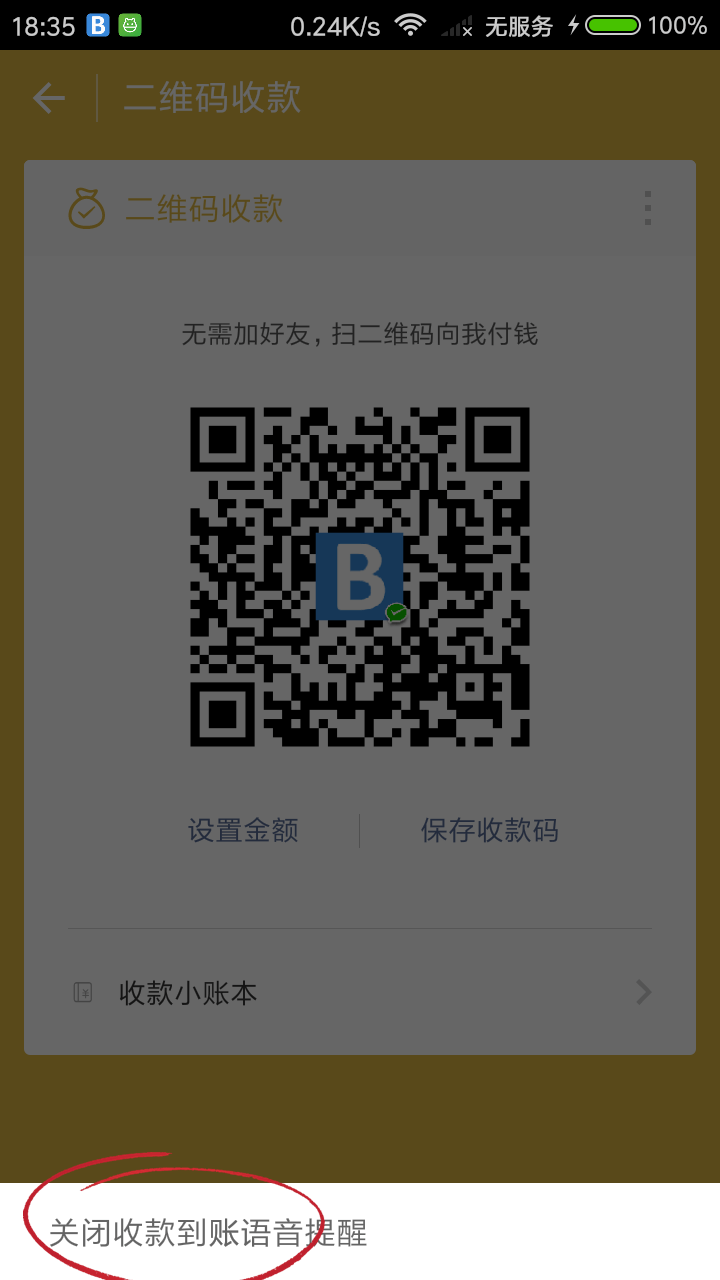 18:35 B 0.24K/s 无服务 100%
二维码收款
二维码收款
无需加好友，扫二维码向我付钱
B
设置金额 保存收款码
收款小账本
关闭收款到账语音提醒